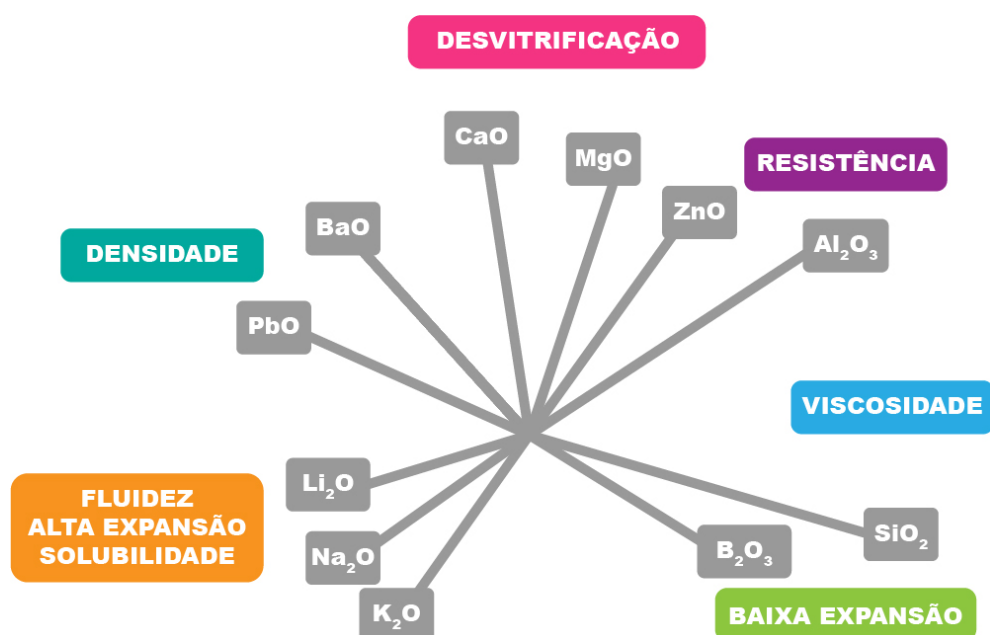 DESVITRIFICAÇÃO
CaO
MgO
RESISTÊNCIA
ZnO
BaO
Al₂O₃
DENSIDADE
PbO
VISCOSIDADE
Li₂O
FLUIDEZ
ALTA EXPANSÃO
SOLUBILIDADE
SiO₂
B₂O₃
Na₂O
K₂O
BAIXA EXPANSÃO